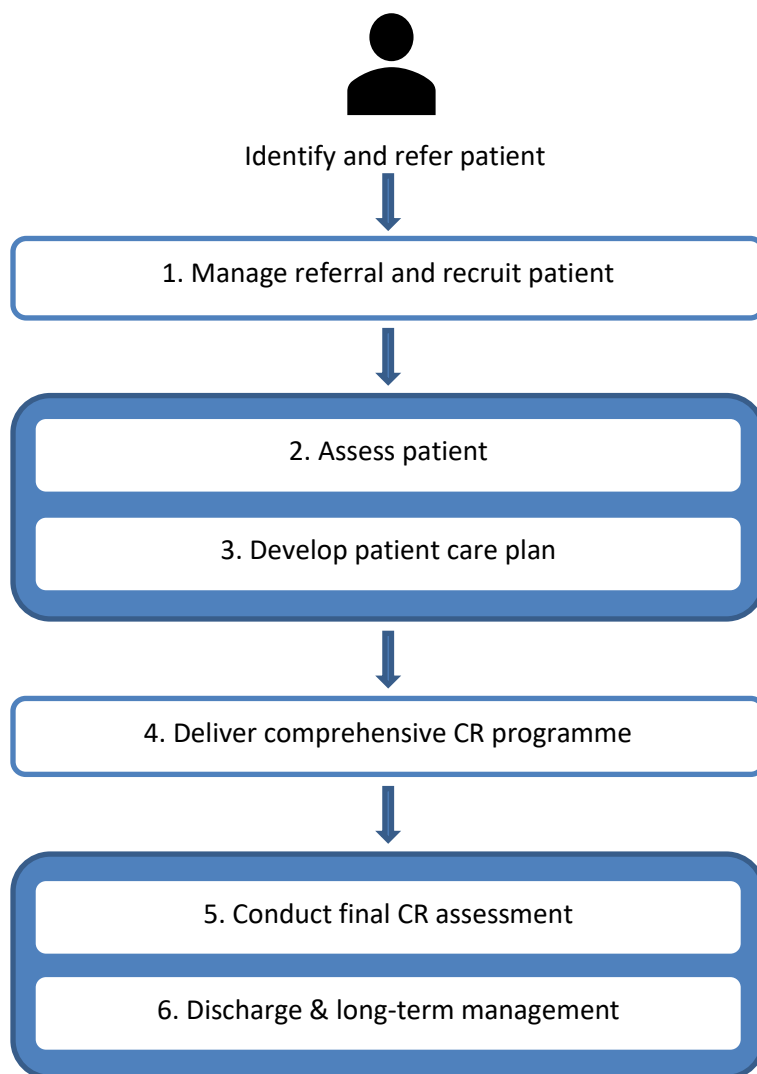 Identify and refer patient
1. Manage referral and recruit patient
2. Assess patient
3. Develop patient care plan
4. Deliver comprehensive CR programme
5. Conduct final CR assessment
6. Discharge & long-term management